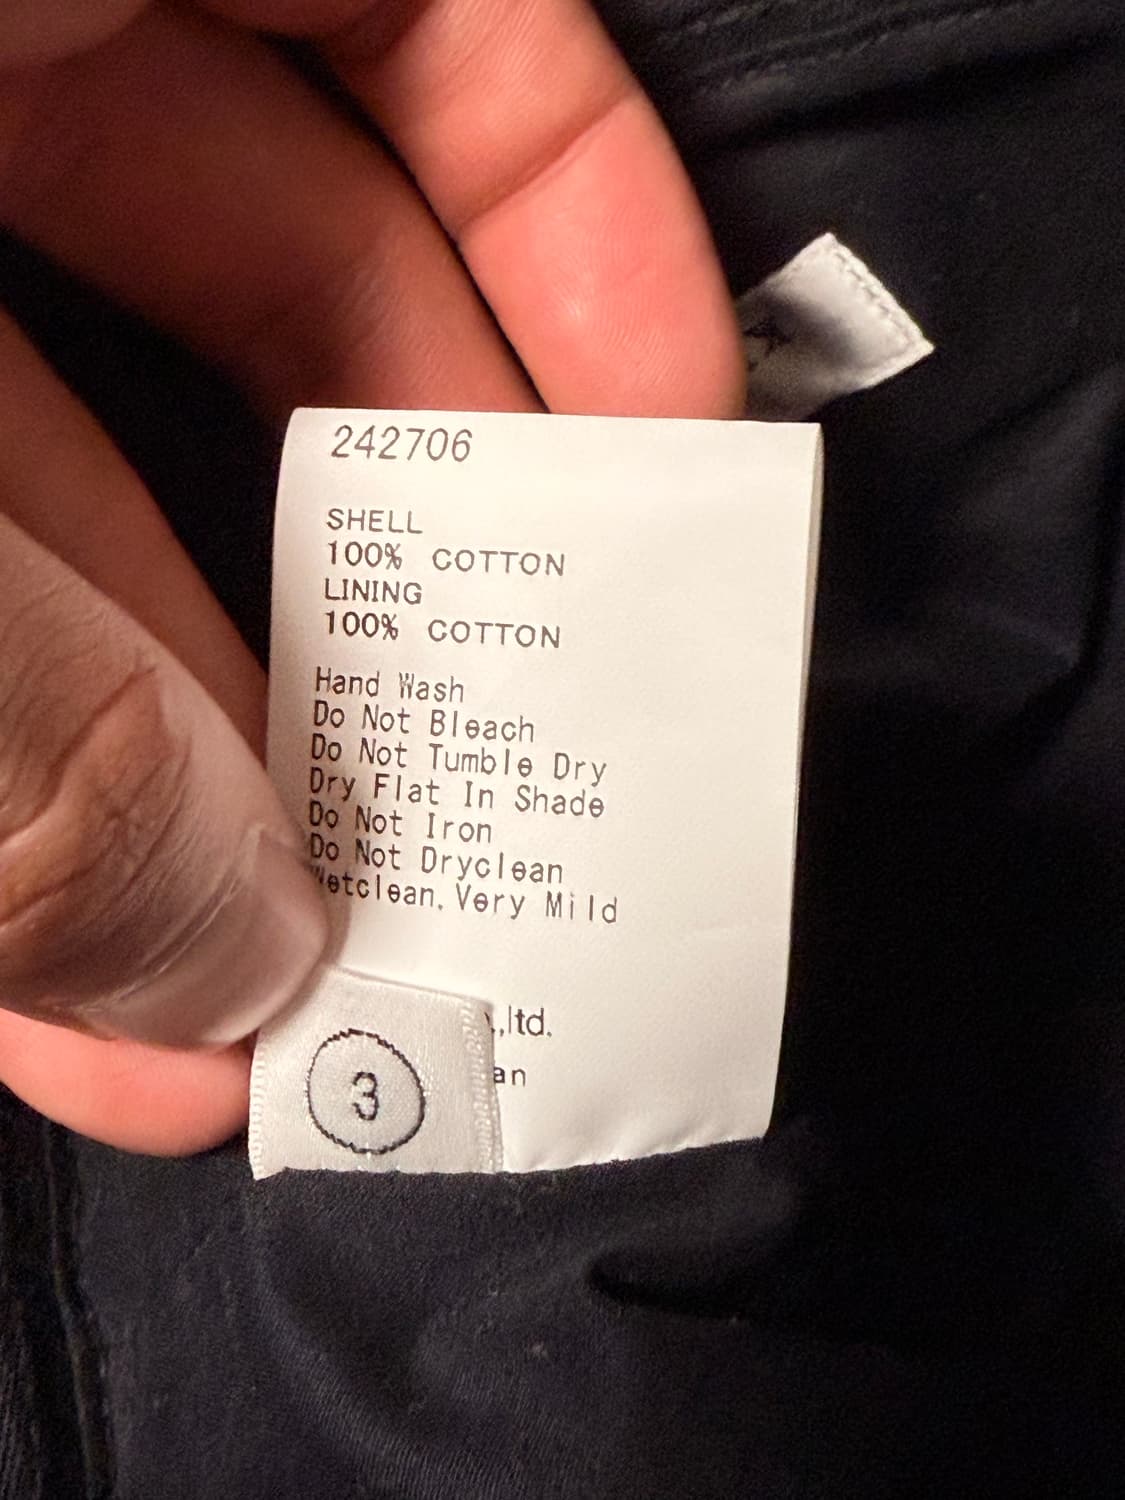 242706
SHELL
100% COTTON
LINING
100% COTTON
Hand Wash
Do Not Bleach
Do Not Tumble Dry
Dry Flat In Shade
Do Not Iron
Do Not Dryclean
Wetclean, Very Mild
.,ltd.
an
3